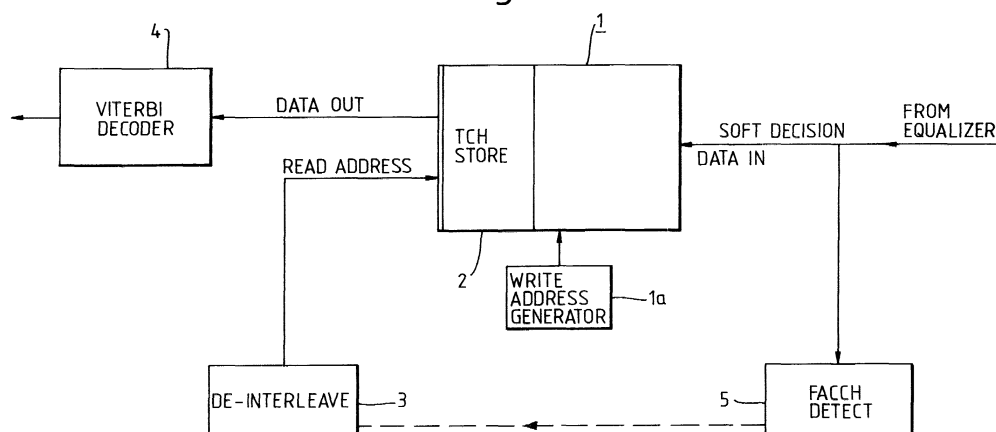 4
1
VITERBI
DECODER
DATA OUT
READ ADDRESS
TCH
STORE
SOFT DECISION
DATA IN
FROM
EQUALIZER
2
WRITE
ADDRESS
GENERATOR
1a
DE-INTERLEAVE
3
5
FACCH
DETECT